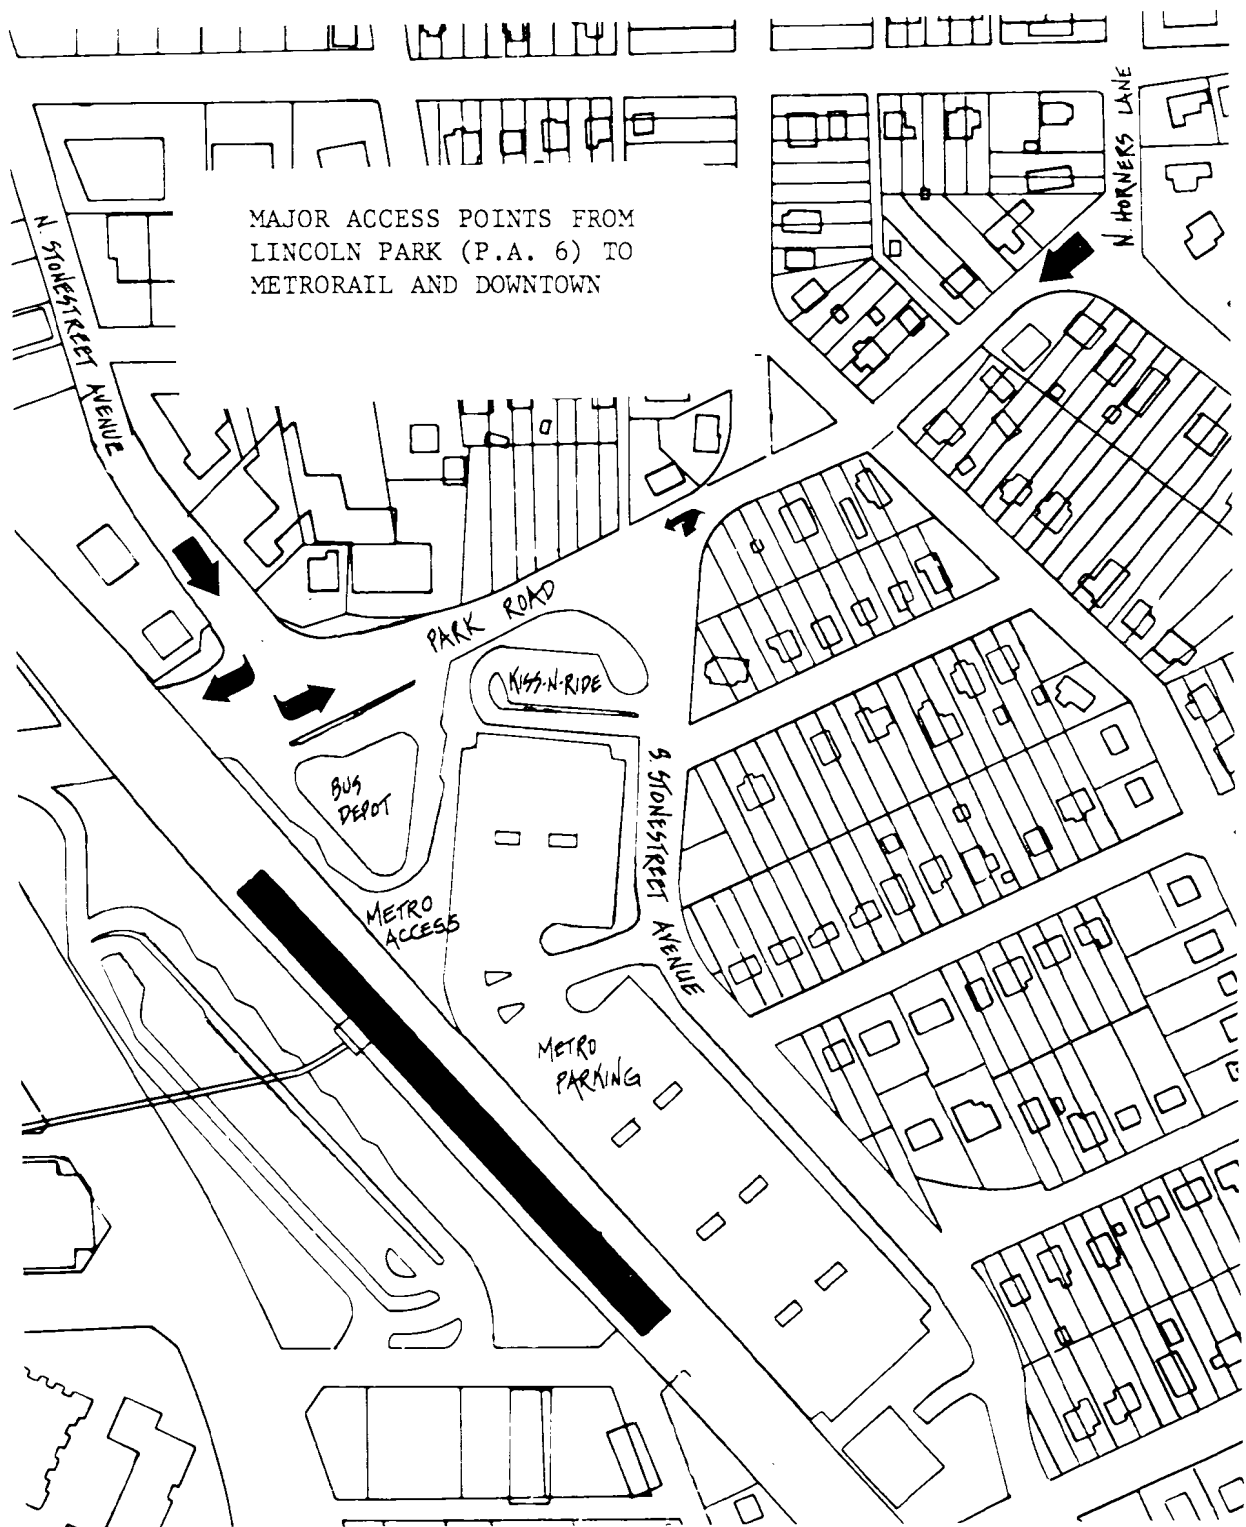 MAJOR ACCESS POINTS FROM
LINCOLN PARK (P.A. 6) TO
METRORAIL AND DOWNTOWN
N. HORNERS LANE
N. STONESTREET AVENUE
PARK ROAD
KISS-N-RIDE
BUS
DEPOT
S. STONESTREET AVENUE
METRO
ACCESS
METRO
PARKING